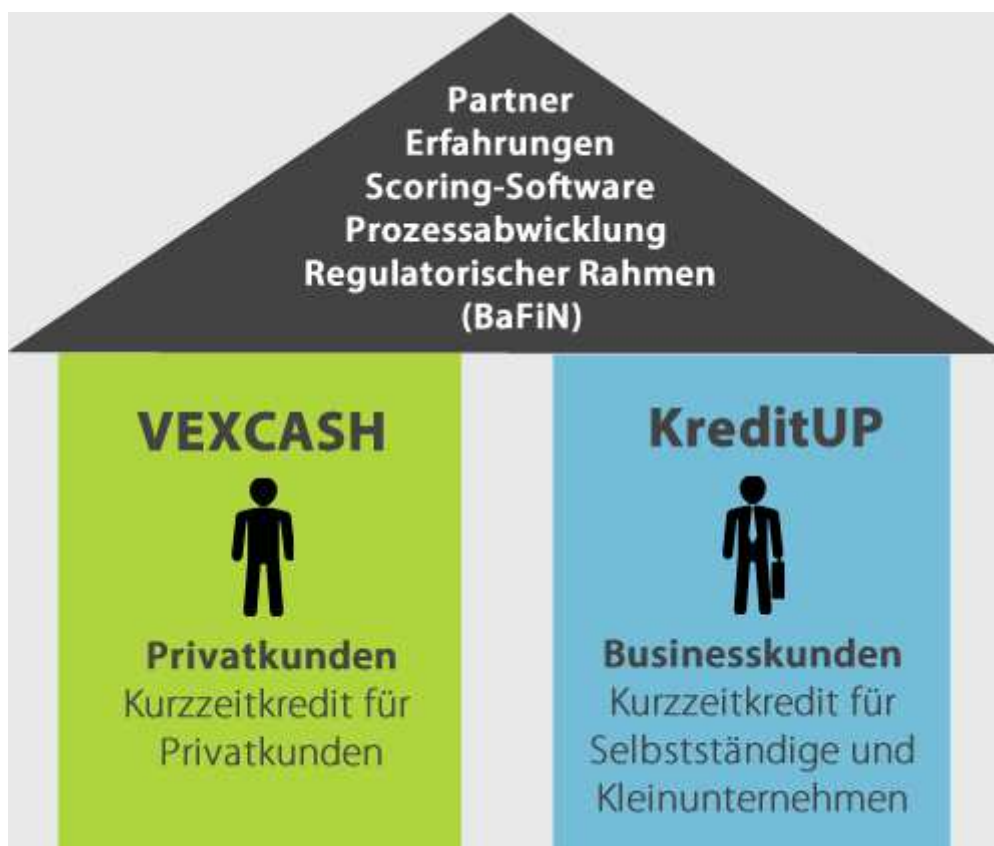 Partner
Erfahrungen
Scoring-Software
Prozessabwicklung
Regulatorischer Rahmen
(BaFiN)
VEXCASH
Privatkunden
Kurzzeitkredit für
Privatkunden
KreditUP
Businesskunden
Kurzzeitkredit für
Selbstständige und
Kleinunternehmen